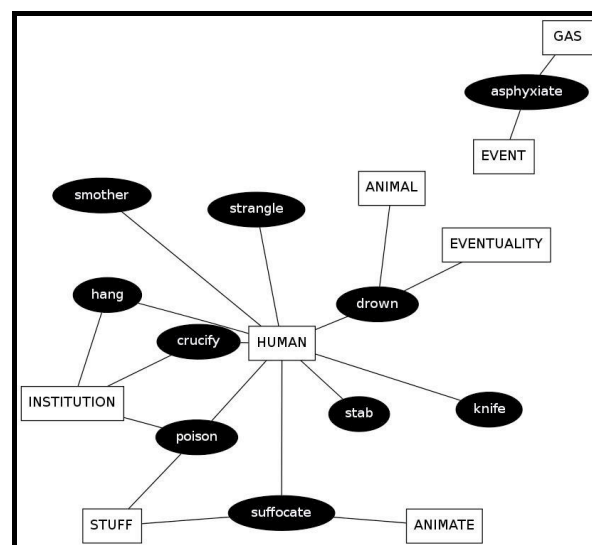 GAS
asphyxiate
EVENT
ANIMAL
smother
strangle
EVENTUALITY
hang
drown
crucify
HUMAN
INSTITUTION
stab
knife
poison
suffocate
STUFF
ANIMATE